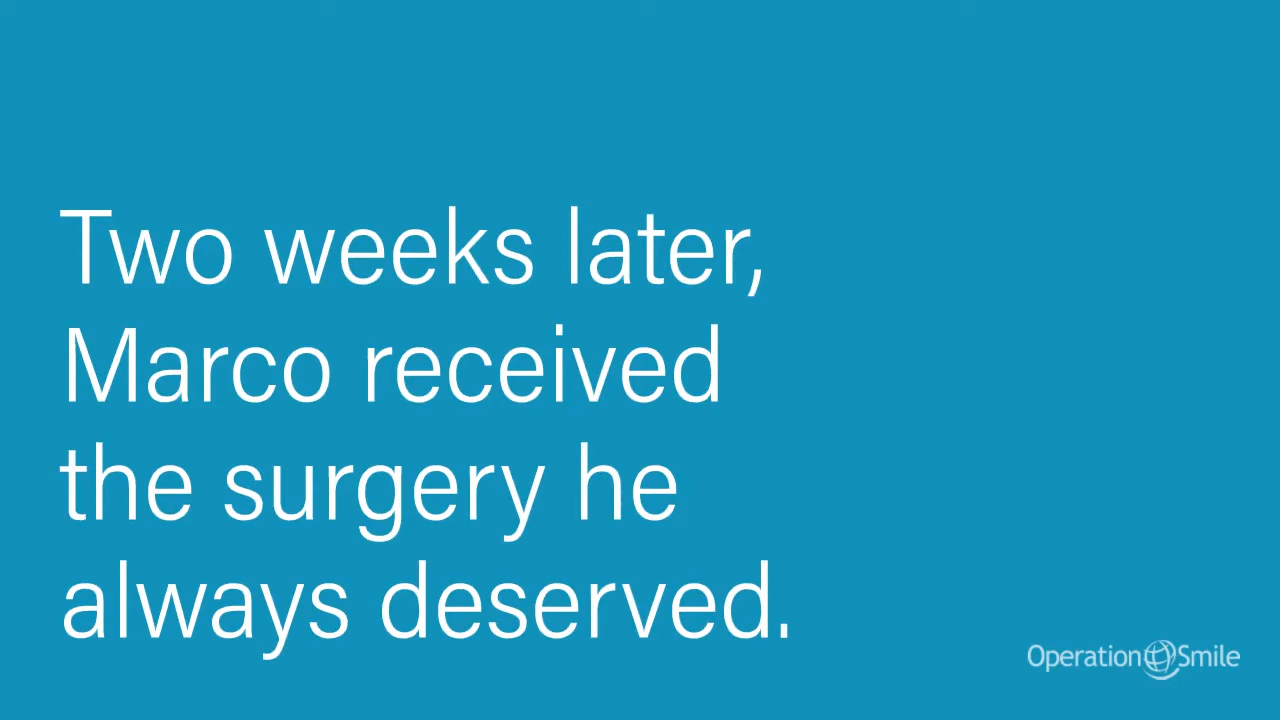 Two weeks later,
Marco received
the surgery he
always deserved.
Operation Smile